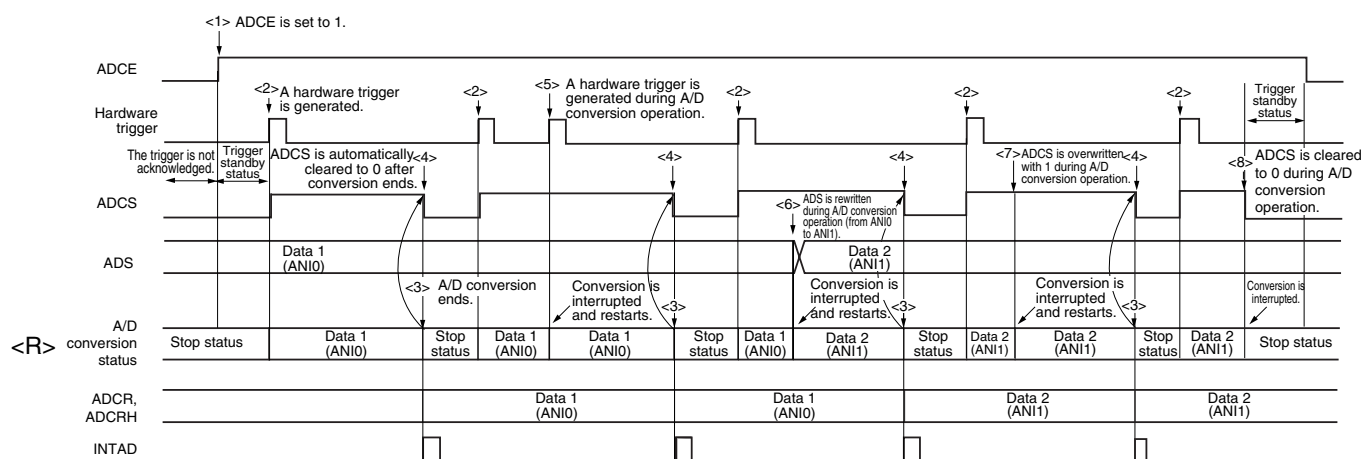 <1> ADCE is set to 1.
ADCE
<2> A hardware trigger
is generated.
<2>
<5> A hardware trigger is
generated during A/D
conversion operation.
<2>
<2>
<2>
Trigger
standby
status
Hardware
trigger
The trigger is not
acknowledged.
Trigger
standby
status
ADCS is automatically
cleared to 0 after
conversion ends.
<4>
<4>
<4>
<7> ADCS is overwritten
with 1 during A/D
conversion operation.
<4>
<8> ADCS is cleared
to 0 during A/D
conversion
operation.
ADCS
<6> ADS is rewritten
during A/D conversion
operation (from ANI0
to ANI1).
ADS
Data 1
(ANI0)
Data 2
(ANI1)
<3> A/D conversion
ends.
Conversion is
interrupted
and restarts.
<3>
Conversion is
interrupted
and restarts.
<3>
Conversion is
interrupted
and restarts.
<3>
Conversion is
interrupted.
<R>
A/D
conversion
status
Stop status
Data 1
(ANI0)
Stop
status
Data 1
(ANI0)
Data 1
(ANI0)
Stop
status
Data 1
(ANI0)
Data 2
(ANI1)
Stop
status
Data 2
(ANI1)
Data 2
(ANI1)
Stop
status
Data 2
(ANI1)
Stop status
ADCR,
ADCRH
Data 1
(ANI0)
Data 1
(ANI0)
Data 2
(ANI1)
Data 2
(ANI1)
INTAD